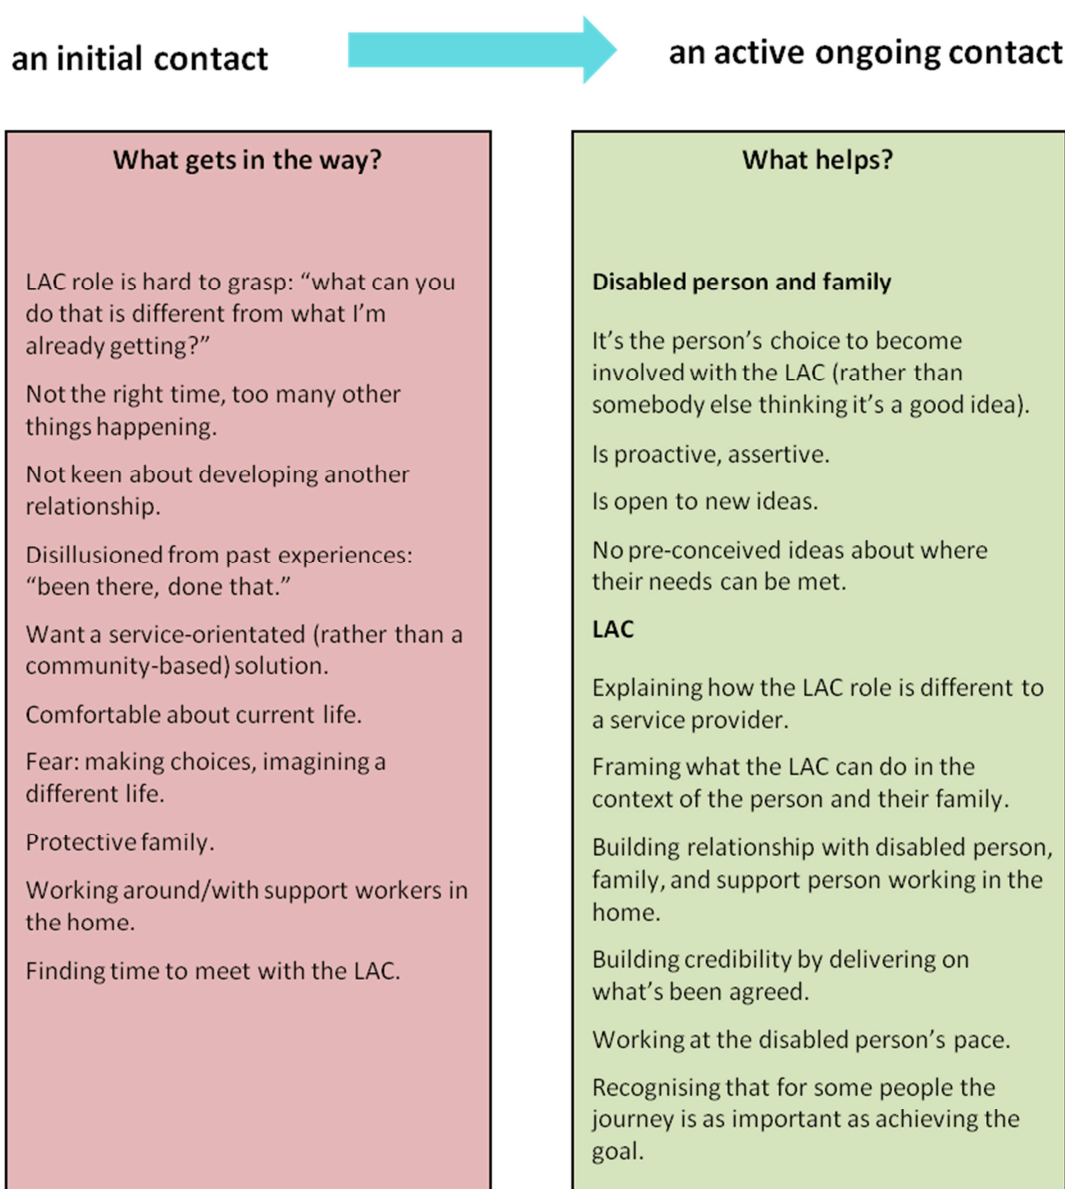 an initial contact
an active ongoing contact
What gets in the way?
LAC role is hard to grasp: “what can you
do that is different from what I’m
already getting?”
Not the right time, too many other
things happening.
Not keen about developing another
relationship.
Disillusioned from past experiences:
“been there, done that.”
Want a service-orientated (rather than a
community-based) solution.
Comfortable about current life.
Fear: making choices, imagining a
different life.
Protective family.
Working around/with support workers in
the home.
Finding time to meet with the LAC.
What helps?
Disabled person and family
It’s the person’s choice to become
involved with the LAC (rather than
somebody else thinking it’s a good idea).
Is proactive, assertive.
Is open to new ideas.
No pre-conceived ideas about where
their needs can be met.
LAC
Explaining how the LAC role is different to
a service provider.
Framing what the LAC can do in the
context of the person and their family.
Building relationship with disabled person,
family, and support person working in the
home.
Building credibility by delivering on
what’s been agreed.
Working at the disabled person’s pace.
Recognising that for some people the
journey is as important as achieving the
goal.